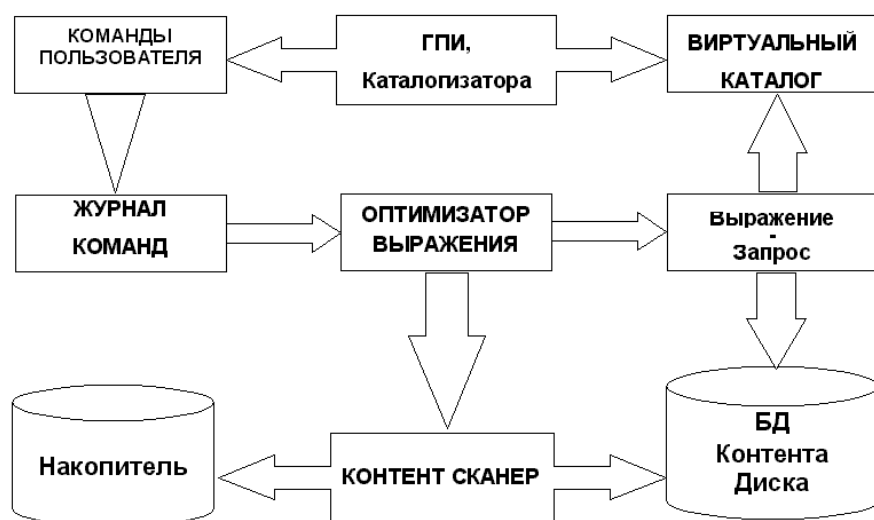 КОМАНДЫ
ПОЛЬЗОВАТЕЛЯ
ГПИ,
Каталогизатора
ВИРТУАЛЬНЫЙ
КАТАЛОГ
ЖУРНАЛ
КОМАНД
ОПТИМИЗАТОР
ВЫРАЖЕНИЯ
Выражение
-
Запрос
Накопитель
КОНТЕНТ СКАНЕР
БД
Контента
Диска